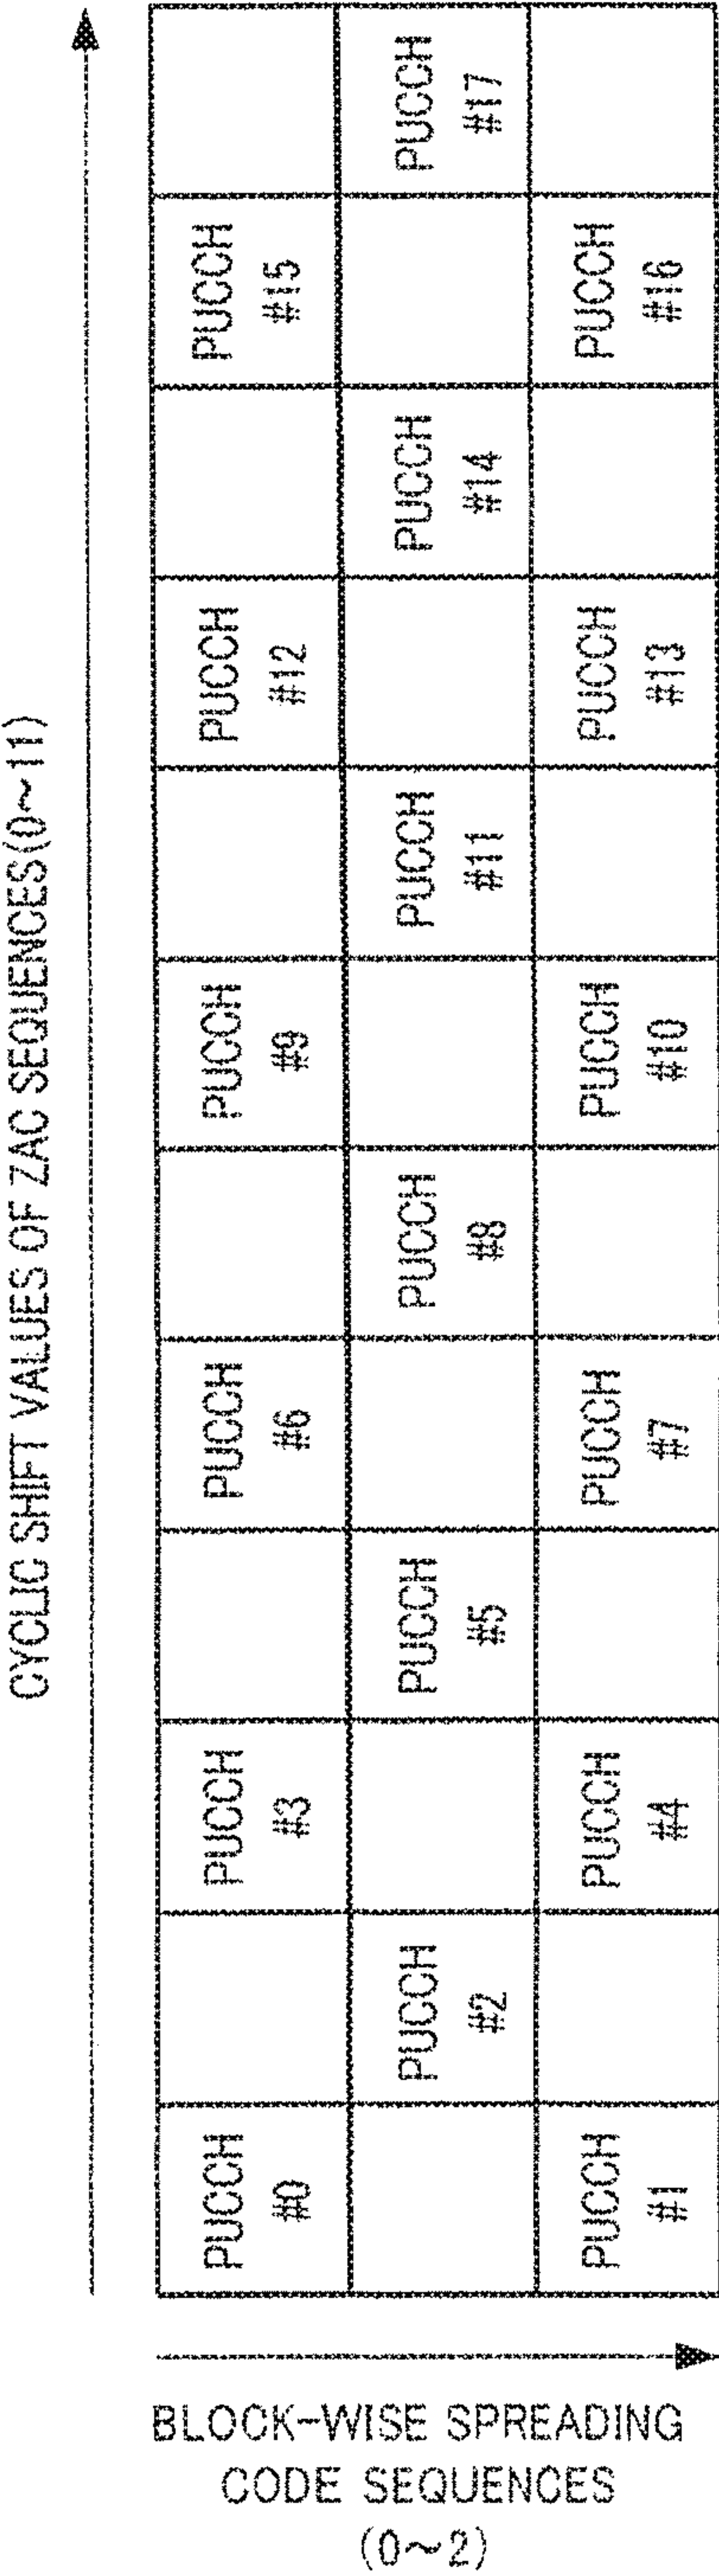 CYCLIC SHIFT VALUES OF ZAC SEQUENCES(0~11)
PUCCH
#0
PUCCH
#3
PUCCH
#6
PUCCH
#9
PUCCH
#12
PUCCH
#15
PUCCH
#2
PUCCH
#5
PUCCH
#8
PUCCH
#11
PUCCH
#14
PUCCH
#17
PUCCH
#1
PUCCH
#4
PUCCH
#7
PUCCH
#10
PUCCH
#13
PUCCH
#16
BLOCK-WISE SPREADING
CODE SEQUENCES
(0~2)